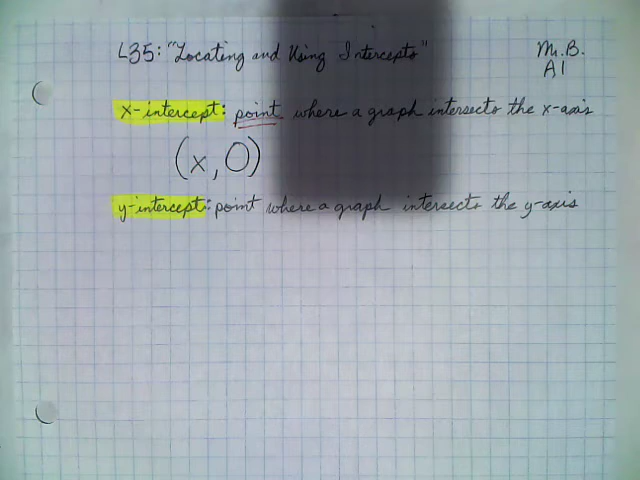 L35: "Locating and Using Intercepts"
Mr. B.
A1
x-intercept: point where a graph intersects the x-axis
(x, 0)
y-intercept: point where a graph intersects the y-axis